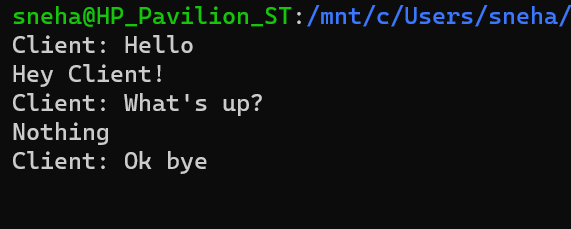 sneha@HP_Pavilion_ST:/mnt/c/Users/sneha/
Client: Hello
Hey Client!
Client: What's up?
Nothing
Client: Ok bye